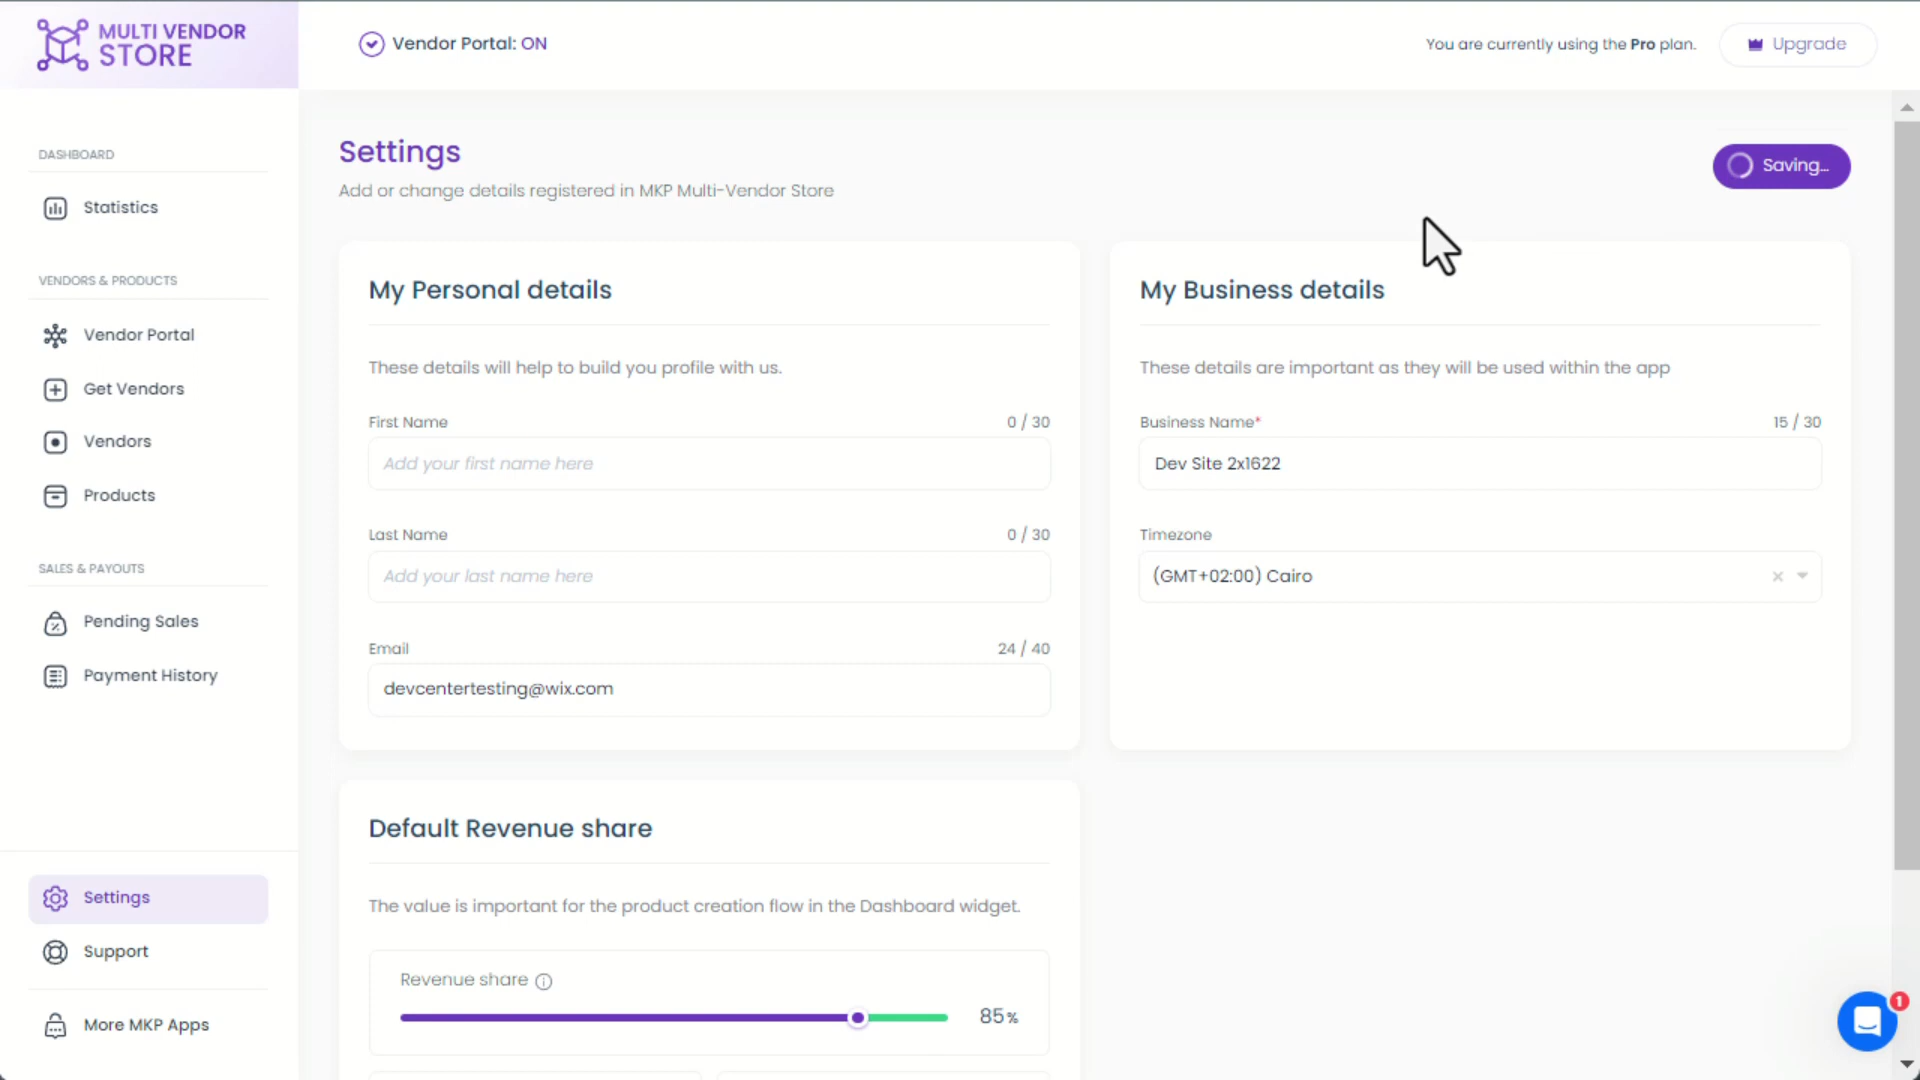 MULTI VENDOR
STORE
Vendor Portal: ON
You are currently using the Pro plan.
Upgrade
DASHBOARD
Statistics
VENDORS & PRODUCTS
Vendor Portal
Get Vendors
Vendors
Products
SALES & PAYOUTS
Pending Sales
Payment History
Settings
Support
More MKP Apps
Settings
Add or change details registered in MKP Multi-Vendor Store
Saving...
My Personal details
These details will help to build you profile with us.
First Name
0 / 30
Add your first name here
Last Name
0 / 30
Add your last name here
Email
24 / 40
devcentertesting@wix.com
My Business details
These details are important as they will be used within the app
Business Name*
15 / 30
Dev Site 2x1622
Timezone
(GMT+02:00) Cairo
Default Revenue share
The value is important for the product creation flow in the Dashboard widget.
Revenue share
85%
1